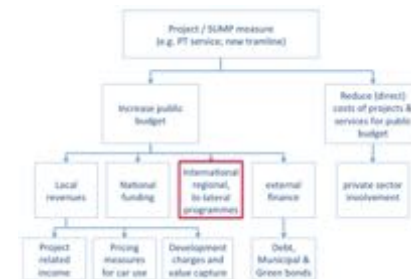 Project / SUMP measure
(e.g. PT service, new tramline)
Increase public
budget
Reduce (direct)
costs of projects &
services for public
budget
Local
revenues
National
funding
International
regional,
bi-lateral
programmes
external
finance
private sector
involvement
Project
related
income
Pricing
measures
for car use
Development
charges and
value capture
Debt,
Municipal &
Green bonds